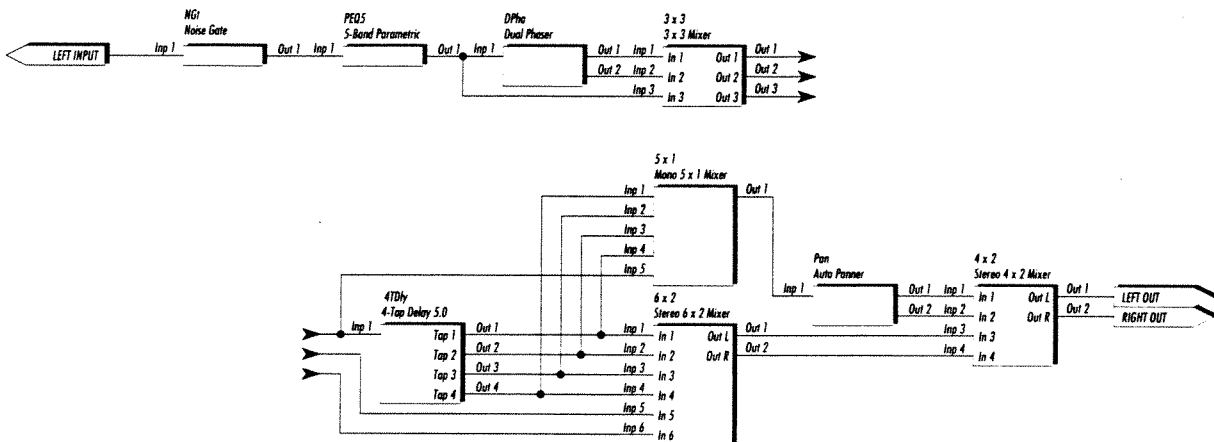 NGt
Noise Gate
PEQ5
5-Band Parametric
DPha
Dual Phaser
3 x 3
3 x 3 Mixer
LEFT INPUT
Inp 1
Out 1
Inp 1
Out 1
Inp 1
Out 1
Inp 1
In 1
Out 1
Out 1
Out 2
Inp 2
In 2
Out 2
Out 2
Inp 3
In 3
Out 3
Out 3
5 x 1
Mono 5 x 1 Mixer
Inp 1
Out 1
Inp 2
Inp 3
Inp 4
Inp 5
Pan
Auto Panner
Inp 1
Out 1
Out 2
4 x 2
Stereo 4 x 2 Mixer
Inp 1
In 1
Out L
Out 1
LEFT OUT
Inp 2
In 2
Out R
Out 2
RIGHT OUT
Inp 3
In 3
Inp 4
In 4
4TDly
4-Tap Delay 5.0
Inp 1
Tap 1
Out 1
Tap 2
Out 2
Tap 3
Out 3
Tap 4
Out 4
6 x 2
Stereo 6 x 2 Mixer
Inp 1
In 1
Out L
Out 1
Inp 2
In 2
Out R
Out 2
Inp 3
In 3
Inp 4
In 4
Inp 5
In 5
Inp 6
In 6